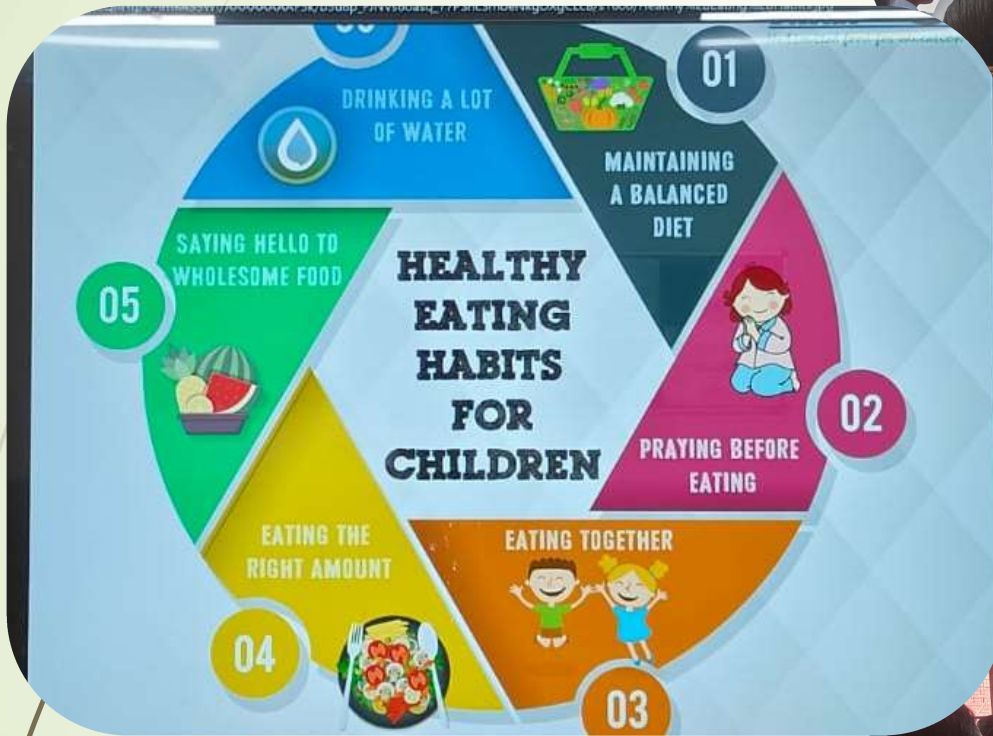 HEALTHY
EATING
HABITS
FOR
CHILDREN
01
MAINTAINING
A BALANCED
DIET
02
PRAYING BEFORE
EATING
03
EATING TOGETHER
04
EATING THE
RIGHT AMOUNT
05
SAYING HELLO TO
WHOLESOME FOOD
DRINKING A LOT
OF WATER